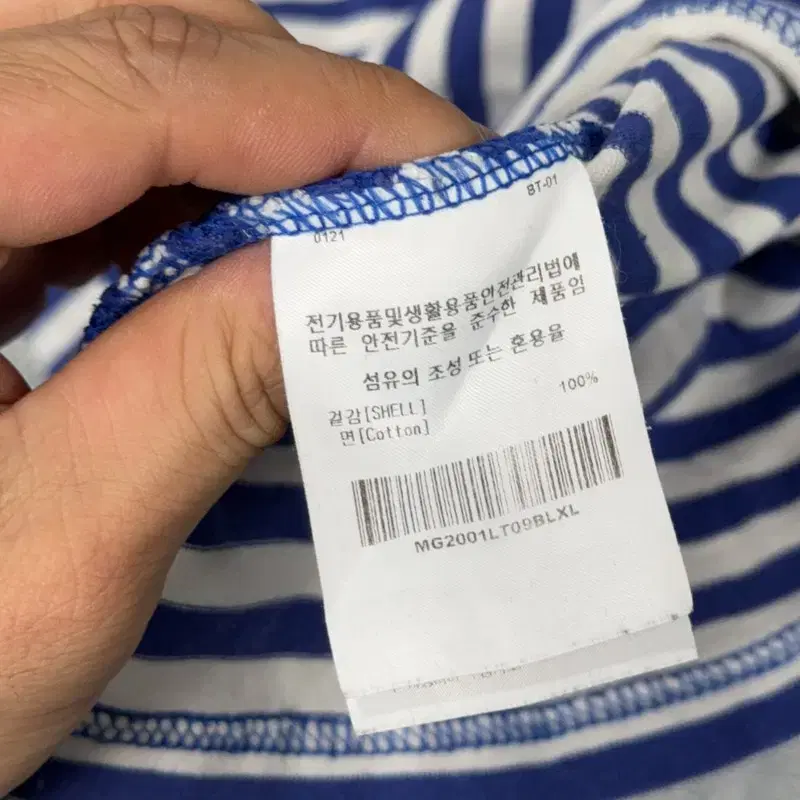 0121
BT-01
전기용품및생활용품안전관리법에
따른 안전기준을 준수한 제품임
섬유의 조성 또는 혼용율
겉감[SHELL]
면[Cotton] 100%
MG2001LT09BLXL